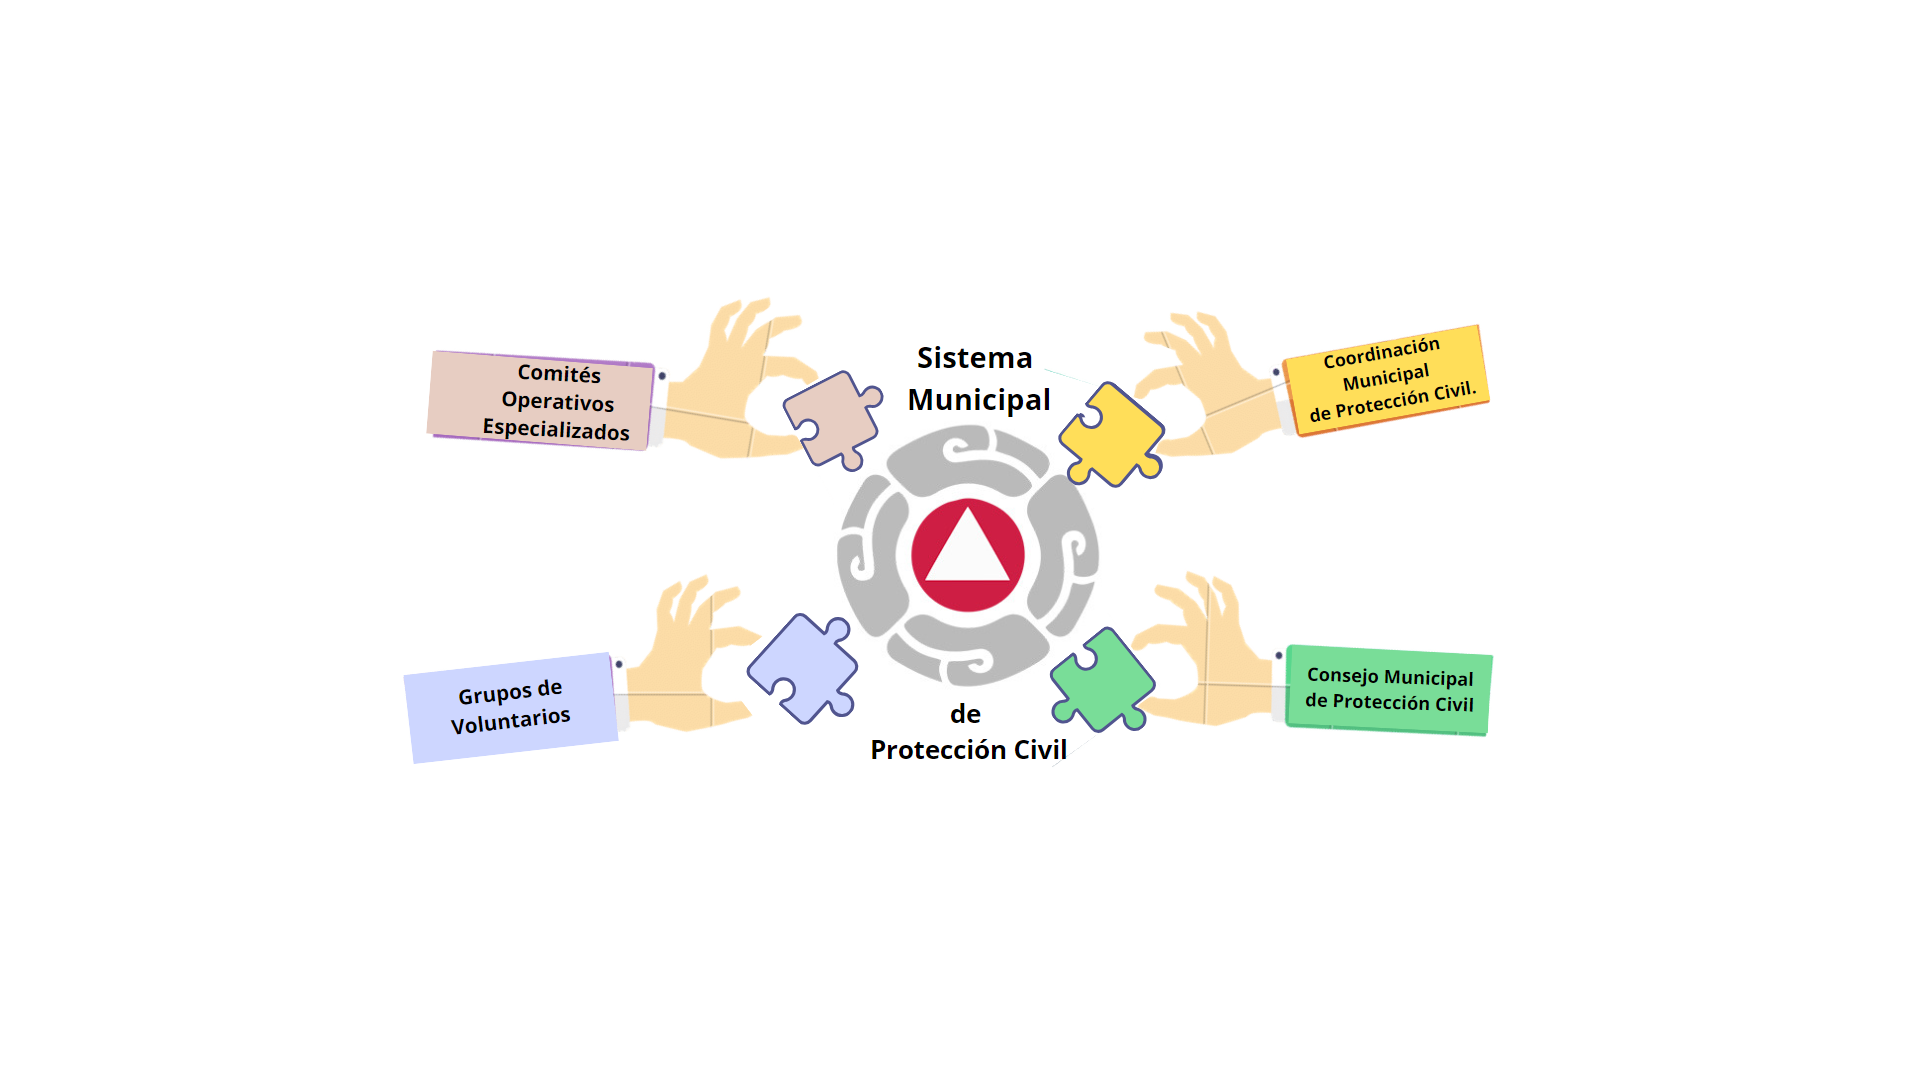 Sistema
Municipal
de
Protección Civil
Comités
Operativos
Especializados
Coordinación
Municipal
de Protección Civil.
Grupos de
Voluntarios
Consejo Municipal
de Protección Civil